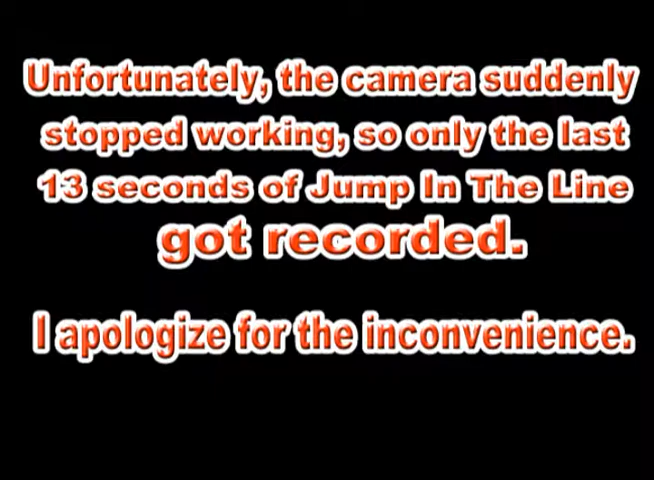 Unfortunately, the camera suddenly
stopped working, so only the last
13 seconds of Jump In The Line
got recorded.
I apologize for the inconvenience.